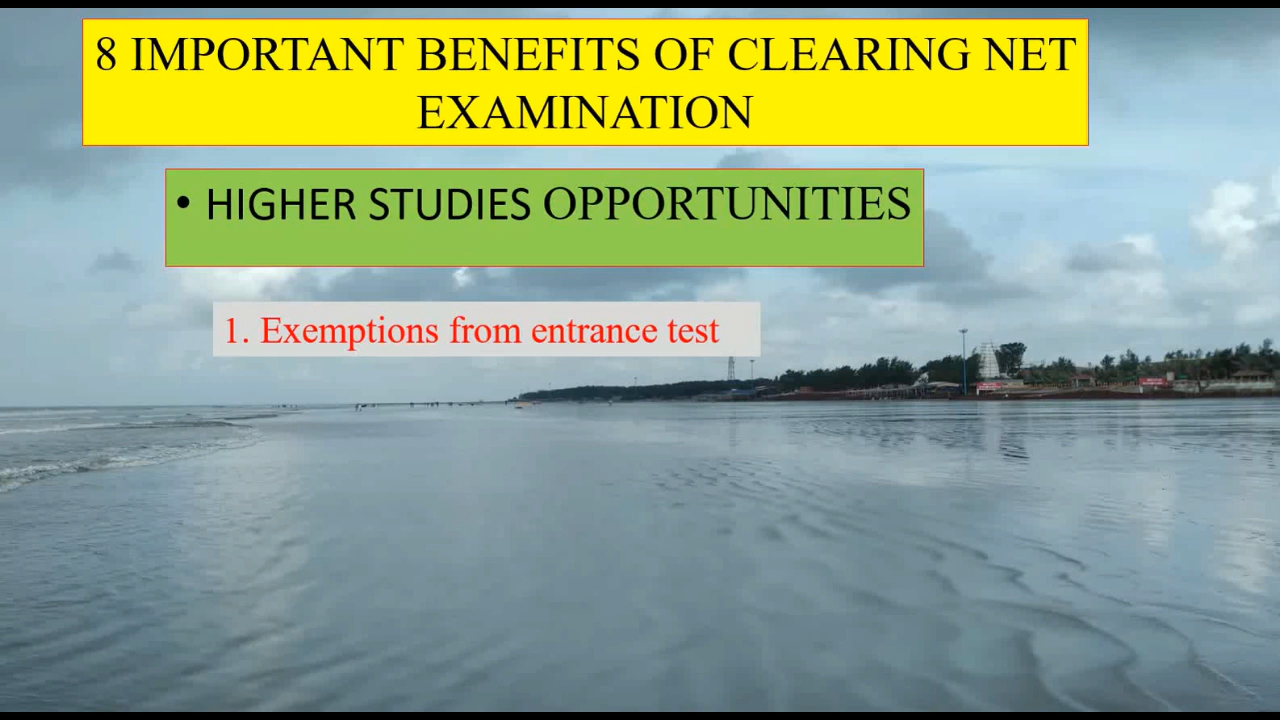 8 IMPORTANT BENEFITS OF CLEARING NET
EXAMINATION
• HIGHER STUDIES OPPORTUNITIES
1. Exemptions from entrance test